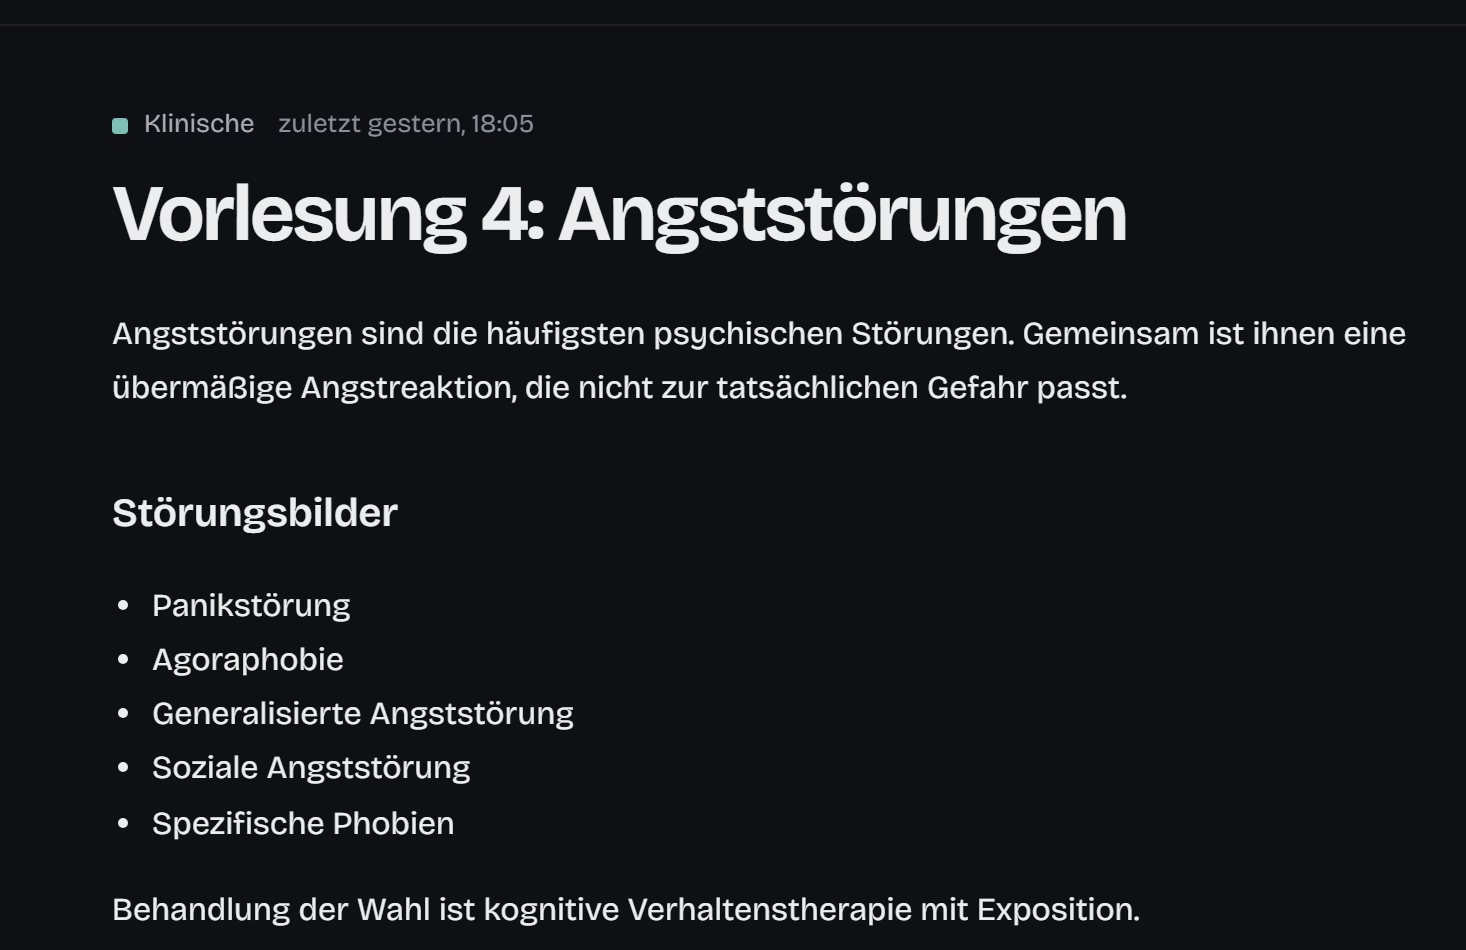 Klinische zuletzt gestern, 18:05
Vorlesung 4: Angststörungen
Angststörungen sind die häufigsten psychischen Störungen. Gemeinsam ist ihnen eine
übermäßige Angstreaktion, die nicht zur tatsächlichen Gefahr passt.
Störungsbilder
• Panikstörung
• Agoraphobie
• Generalisierte Angststörung
• Soziale Angststörung
• Spezifische Phobien
Behandlung der Wahl ist kognitive Verhaltenstherapie mit Exposition.